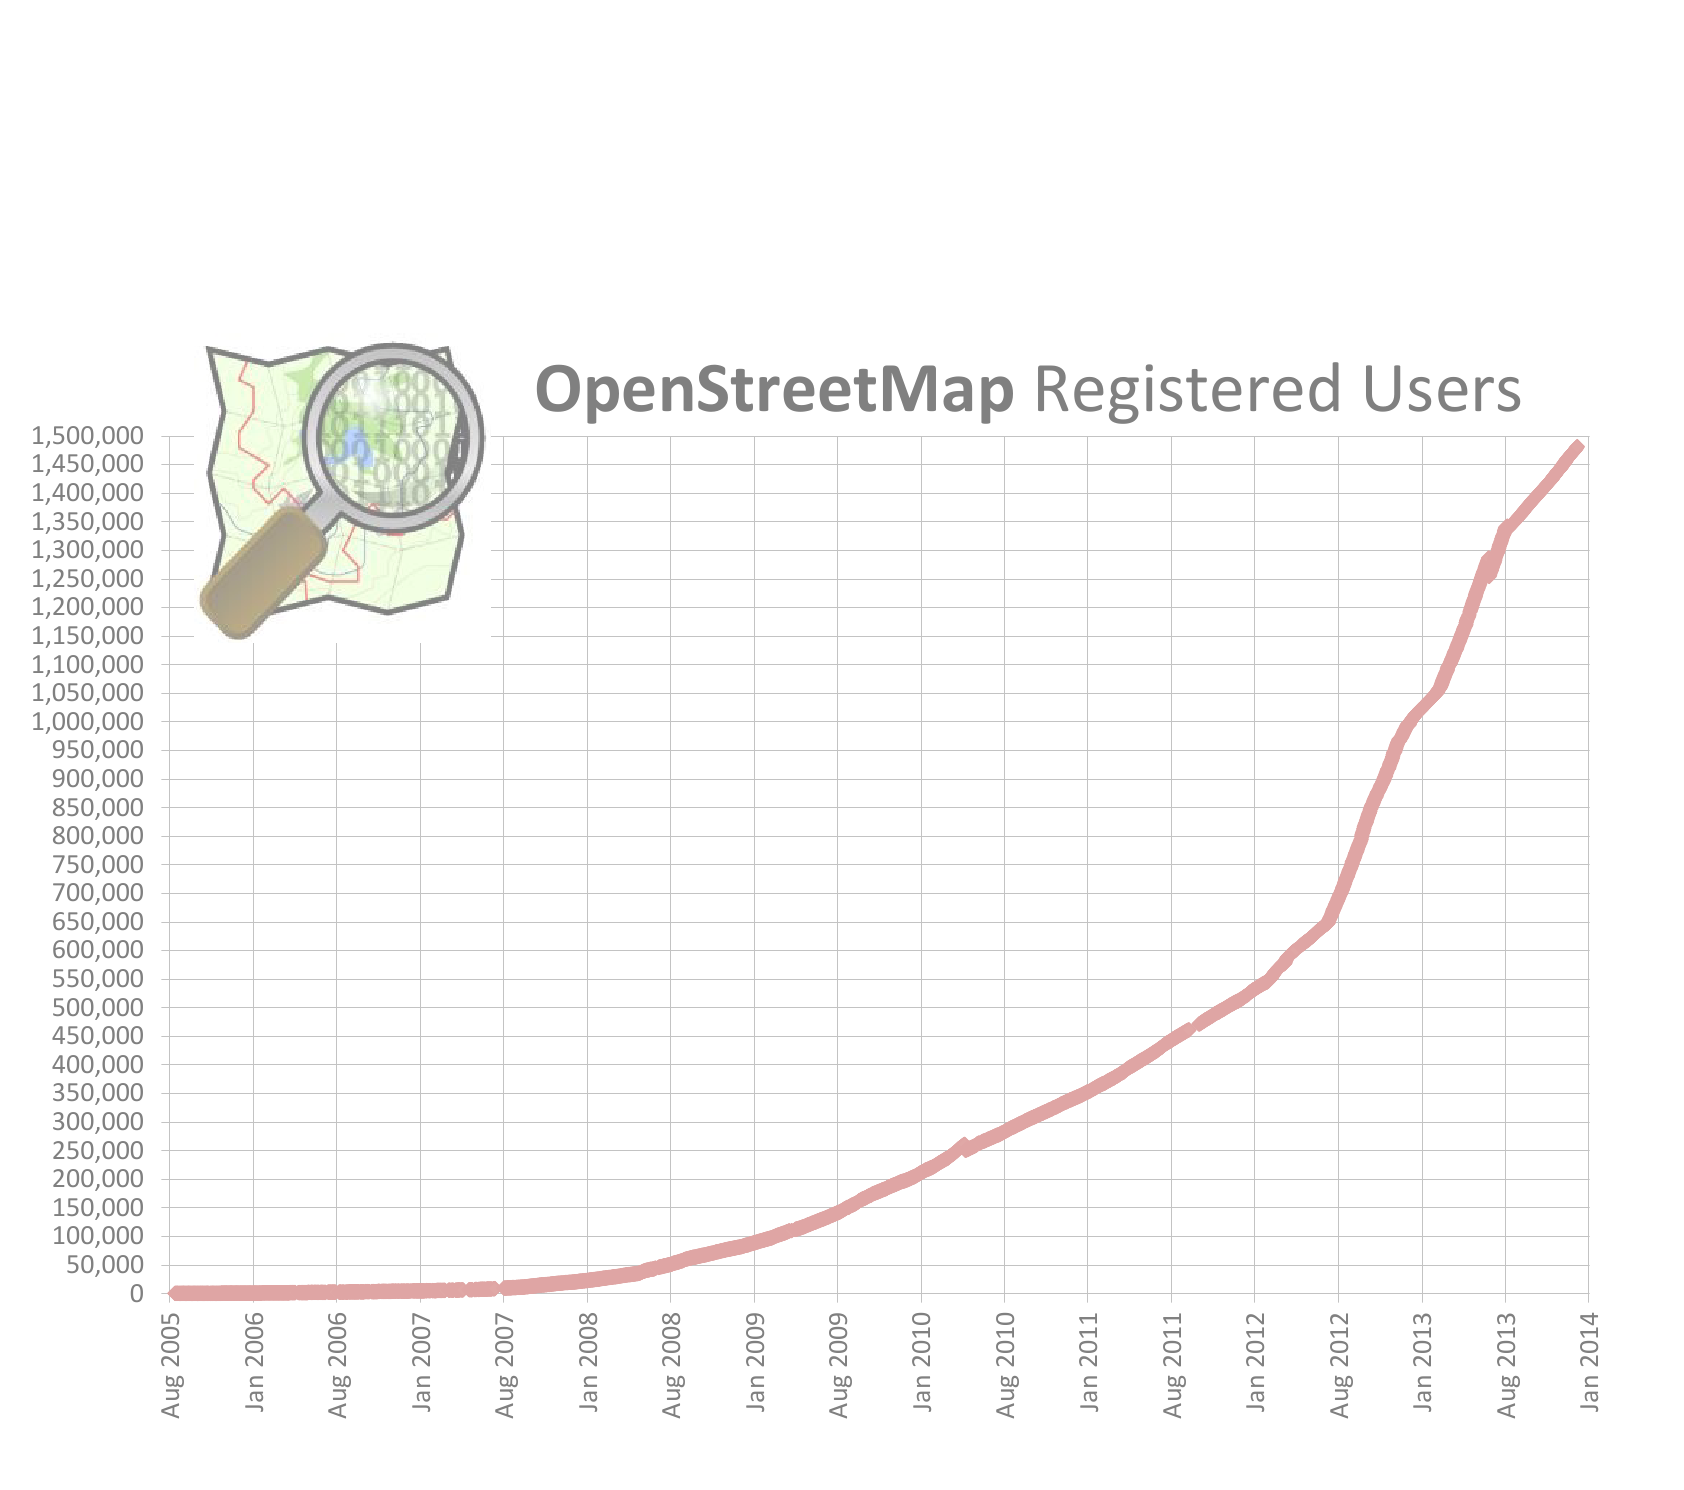 OpenStreetMap Registered Users
1,500,000
1,450,000
1,400,000
1,350,000
1,300,000
1,250,000
1,200,000
1,150,000
1,100,000
1,050,000
1,000,000
950,000
900,000
850,000
800,000
750,000
700,000
650,000
600,000
550,000
500,000
450,000
400,000
350,000
300,000
250,000
200,000
150,000
100,000
50,000
0
Aug 2005
Jan 2006
Aug 2006
Jan 2007
Aug 2007
Jan 2008
Aug 2008
Jan 2009
Aug 2009
Jan 2010
Aug 2010
Jan 2011
Aug 2011
Jan 2012
Aug 2012
Jan 2013
Aug 2013
Jan 2014